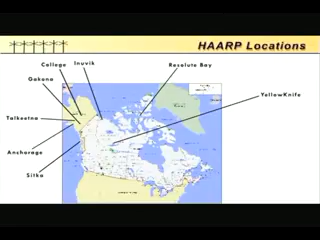 HAARP Locations
College
Inuvik
Resolute Bay
Gakona
YellowKnife
Talkeetna
Anchorage
Sitka